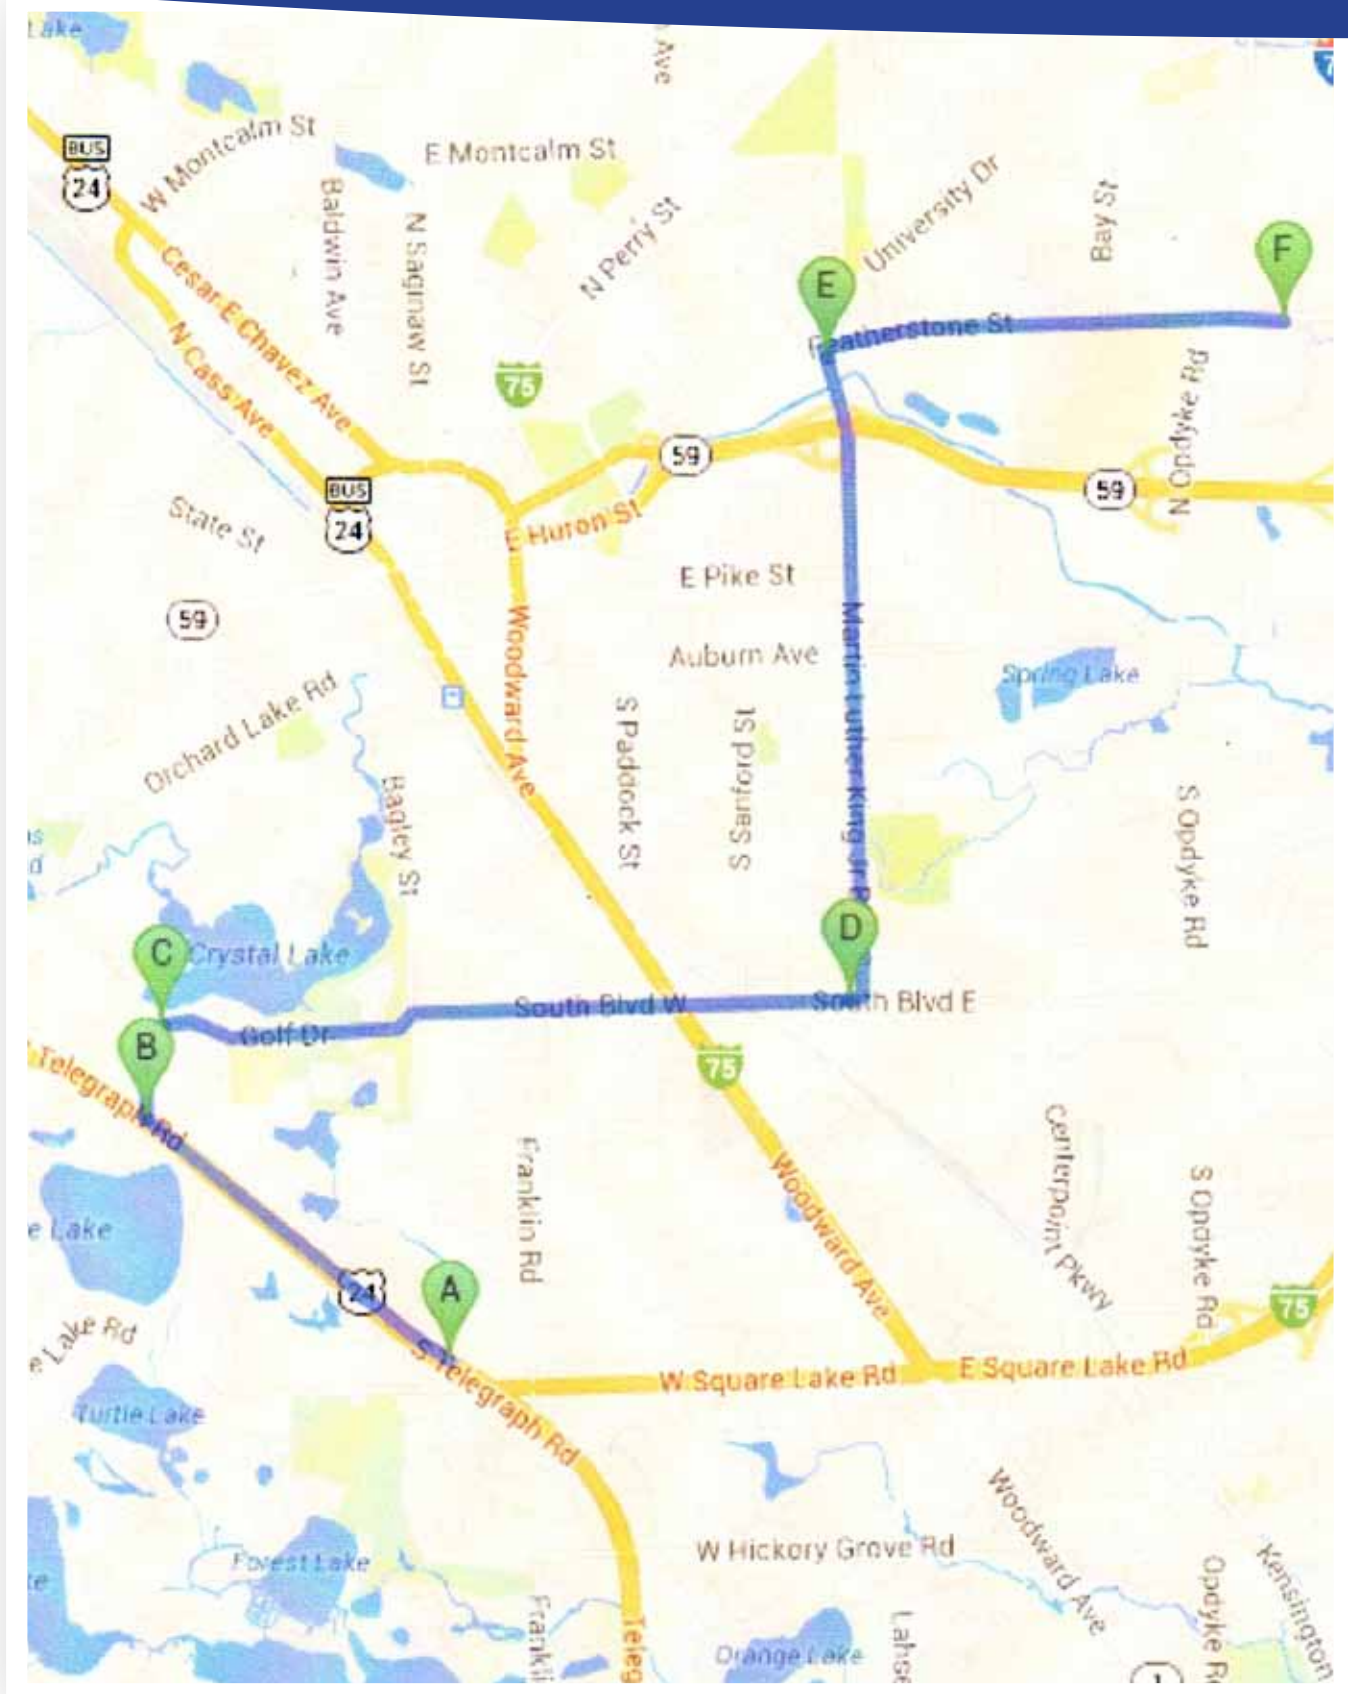 Lake
Ave
7
BUS
24
W Montcalm St
E Montcalm St
Baldwin Ave
N Saginaw St
N Perry St
University Dr
Bay St
F
E
Cesar E Chavez Ave
N Cass Ave
Featherstone St
75
N Opdyke Rd
59
59
BUS
24
State St
E Huron St
E Pike St
59
Woodward Ave
Auburn Ave
Martin Luther King Jr
Spring Lake
Orchard Lake Rd
S Paddock St
S Sanford St
Bagley St
S Opdyke Rd
D
C
Crystal Lake
South Blvd W
South Blvd E
Golf Dr
B
Telegraph Rd
75
Centerpoint Pkwy
Franklin Rd
Woodward Ave
S Opdyke Rd
e Lake
24
A
75
e Lake Rd
S Telegraph Rd
W Square Lake Rd
E Square Lake Rd
Turtle Lake
Woodward Ave
W Hickory Grove Rd
Forest Lake
Kensington
Opdyke R
Frankli
Teleg
Lahse
Orange Lake
1